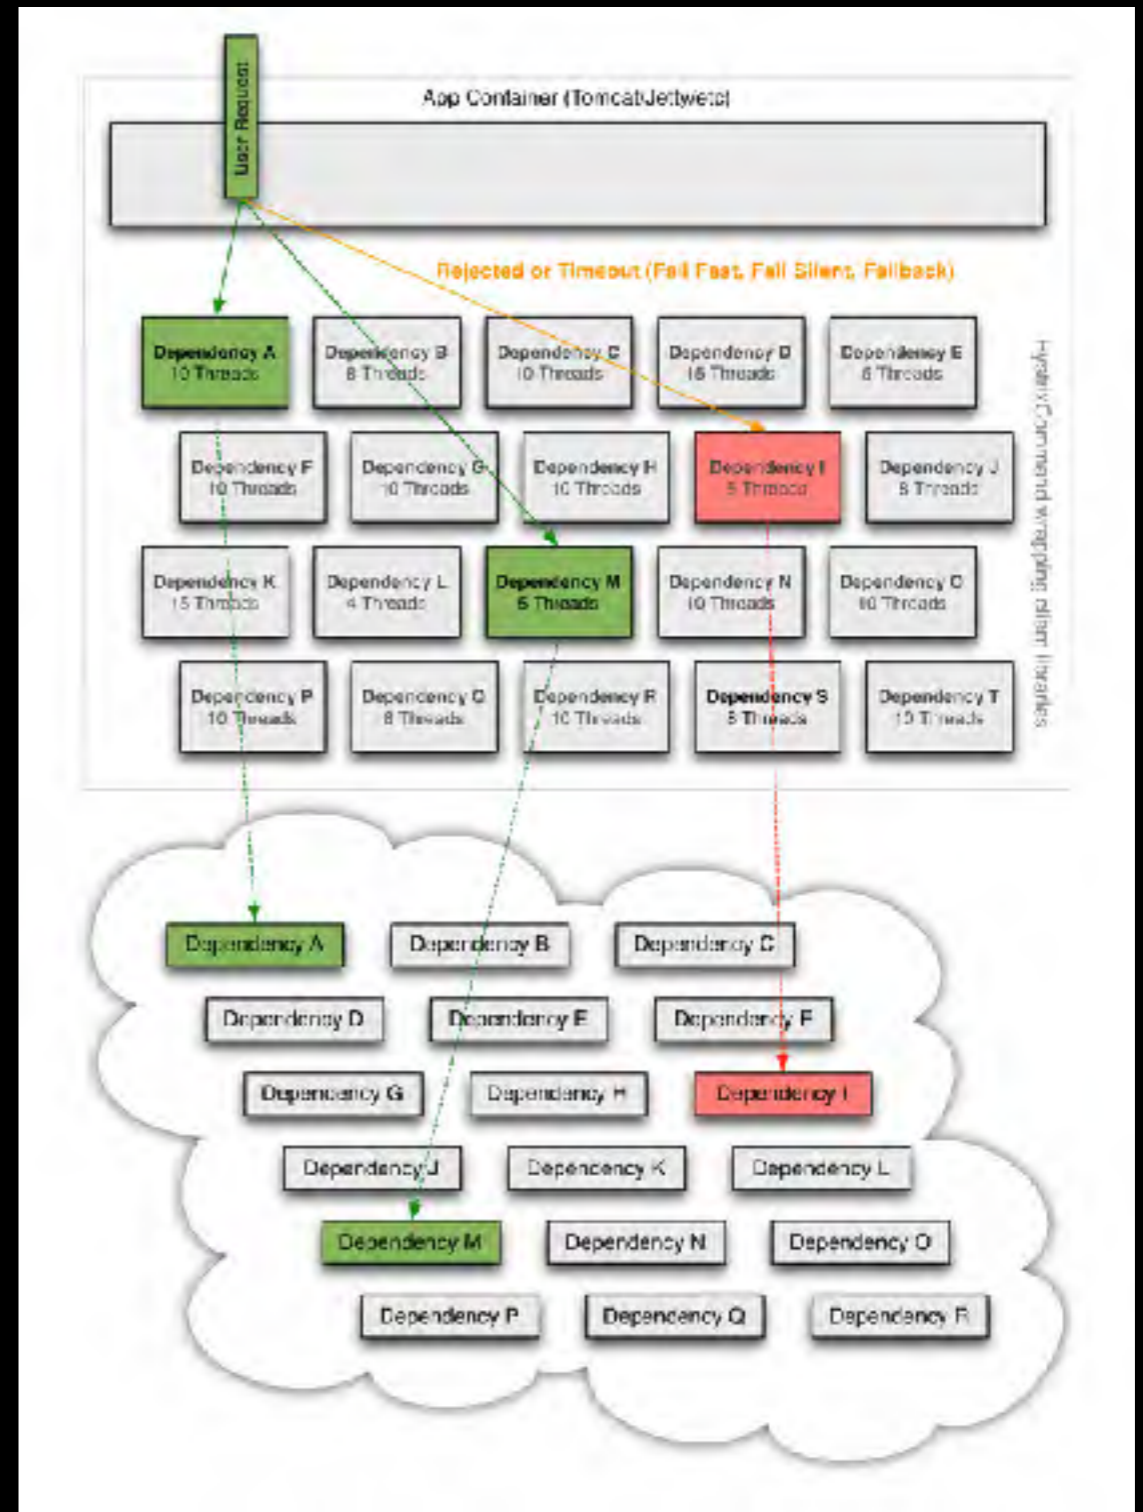 User Request
App Container (Tomcat/Jetty/etc)
Rejected or Timeout (Fail Fast, Fail Silent, Fallback)
Dependency A
10 Threads
Dependency B
8 Threads
Dependency C
10 Threads
Dependency D
15 Threads
Dependency E
5 Threads
Dependency F
10 Threads
Dependency G
10 Threads
Dependency H
10 Threads
Dependency I
5 Threads
Dependency J
8 Threads
Dependency K
15 Threads
Dependency L
4 Threads
Dependency M
5 Threads
Dependency N
10 Threads
Dependency O
10 Threads
Dependency P
10 Threads
Dependency Q
8 Threads
Dependency R
10 Threads
Dependency S
8 Threads
Dependency T
10 Threads
HystrixCommand wrapping client libraries
Dependency A
Dependency B
Dependency C
Dependency D
Dependency E
Dependency F
Dependency G
Dependency H
Dependency I
Dependency J
Dependency K
Dependency L
Dependency M
Dependency N
Dependency O
Dependency P
Dependency Q
Dependency R